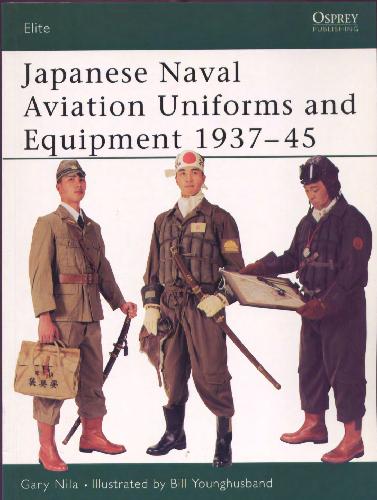 Elite
OSPREY
PUBLISHING
Japanese Naval
Aviation Uniforms and
Equipment 1937–45
Gary Nila • Illustrated by Bill Younghusband